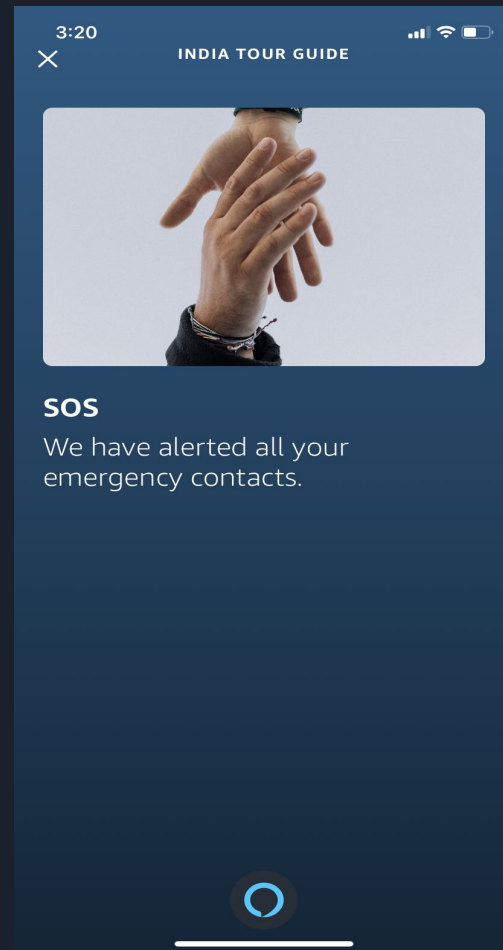 3:20
INDIA TOUR GUIDE
SOS
We have alerted all your
emergency contacts.